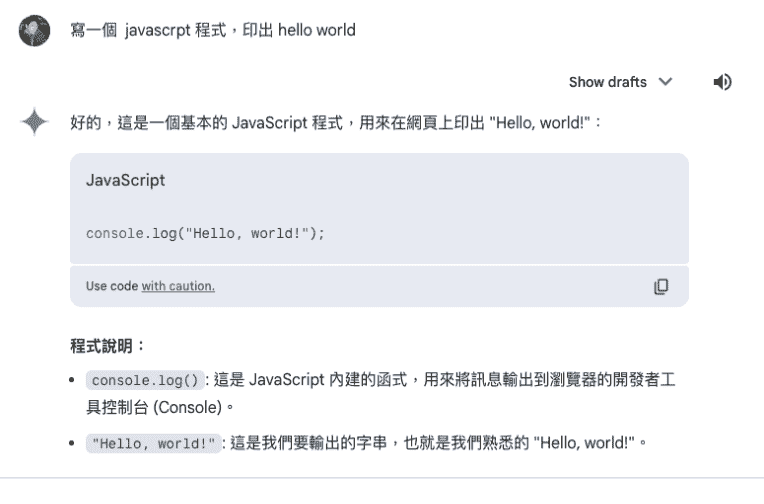 寫一個 javascrpt 程式，印出 hello world
Show drafts
好的，這是一個基本的 JavaScript 程式，用來在網頁上印出 "Hello, world!"：
JavaScript
console.log("Hello, world!");
Use code with caution.
程式說明：
• console.log() : 這是 JavaScript 內建的函式，用來將訊息輸出到瀏覽器的開發者工
具控制台 (Console)。
• "Hello, world!" : 這是我們要輸出的字串，也就是我們熟悉的 "Hello, world!"。